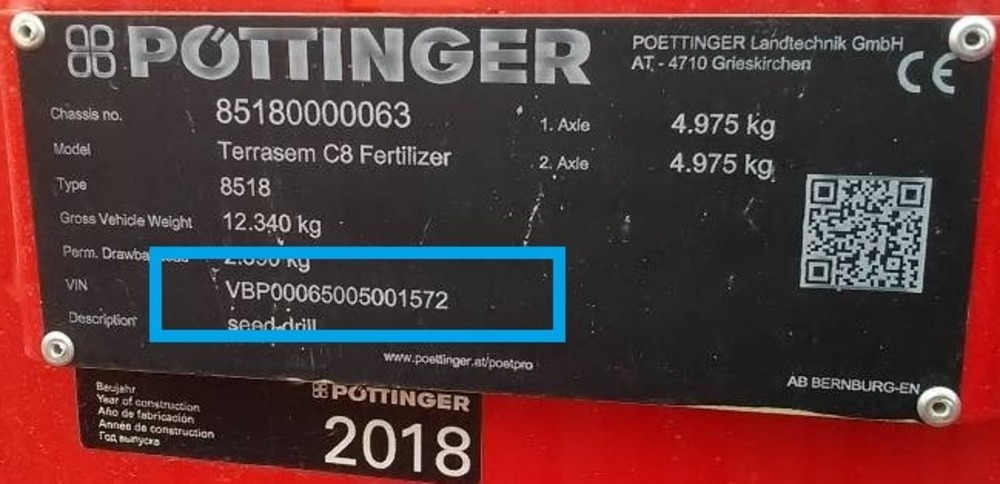 PÖTTINGER
POETTINGER Landtechnik GmbH
AT - 4710 Grieskirchen
CE
Chassis no. 85180000063
1. Axle 4.975 kg
Model Terrasem C8 Fertilizer
2. Axle 4.975 kg
Type 8518
Gross Vehicle Weight 12.340 kg
Perm. kg
VIN VBP00065005001572
Description seed-drill
www.poettinger.at/poetpro
AB BERNBURG-EN
Baujahr
Year of construction
Año de fabricación
Année de construction
Год выпуска
PÖTTINGER
2018